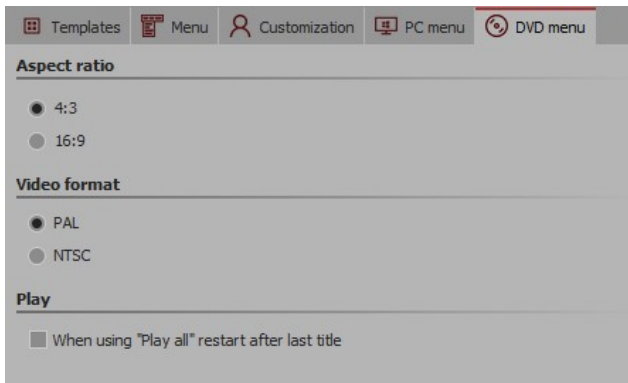 Templates Menu Customization PC menu DVD menu
Aspect ratio
4:3
16:9
Video format
PAL
NTSC
Play
When using "Play all" restart after last title